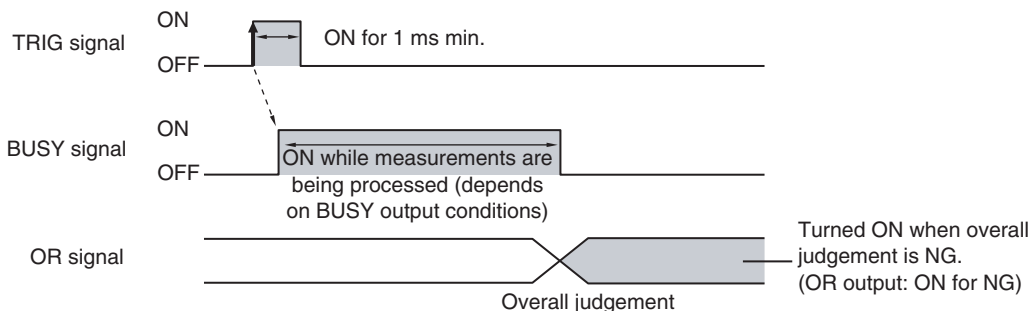 ON
TRIG signal
ON for 1 ms min.
OFF
ON
BUSY signal
OFF
ON while measurements are
being processed (depends
on BUSY output conditions)
OR signal
Turned ON when overall
judgement is NG.
(OR output: ON for NG)
Overall judgement